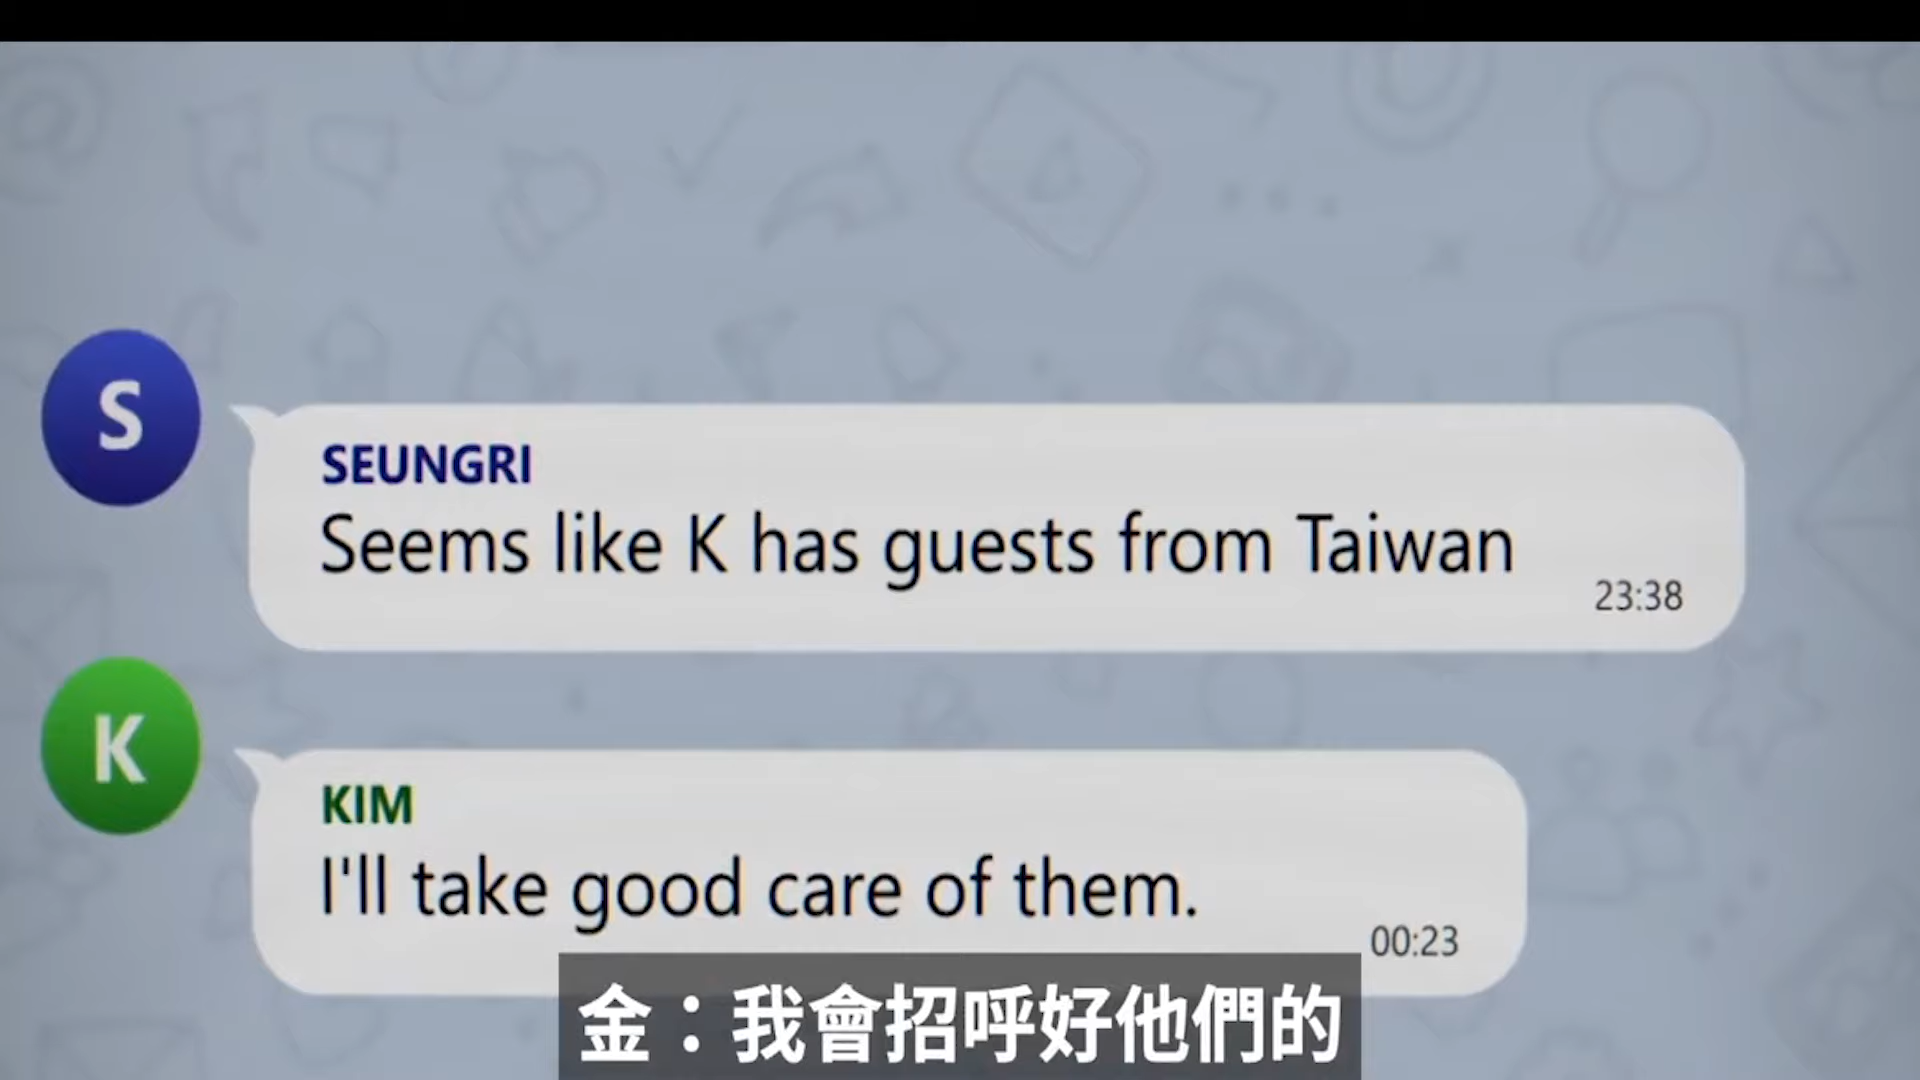 S
SEUNGRI
Seems like K has guests from Taiwan
23:38
K
KIM
I'll take good care of them.
00:23
金：我會招呼好他們的